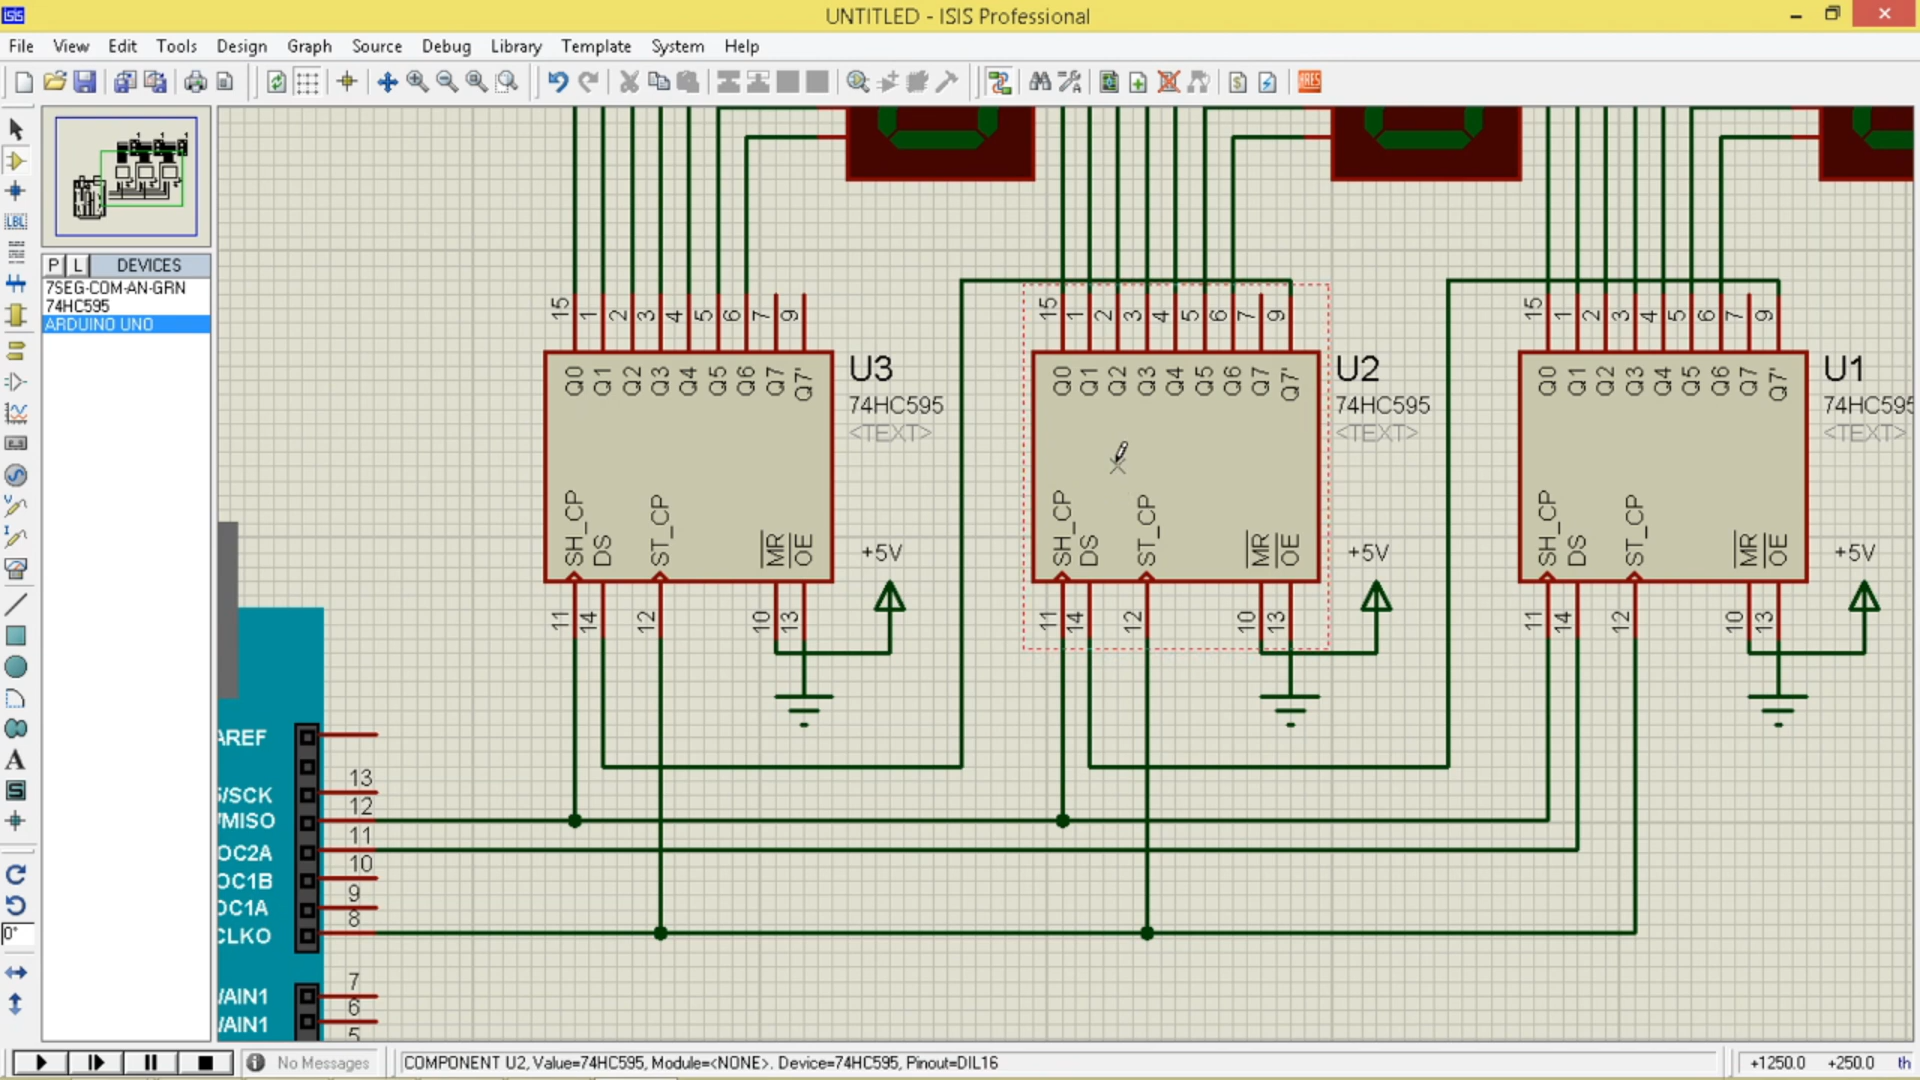 ISIS
UNTITLED - ISIS Professional
File View Edit Tools Design Graph Source Debug Graph Library Template System Help
LBL
P L DEVICES
7SEG-COM-AN-GRN
74HC595
ARDUINO UNO
15 1 2 3 4 5 6 7 9
15 1 2 3 4 5 6 7 9
15 1 2 3 4 5 6 7 9
Q0 Q1 Q2 Q3 Q4 Q5 Q6 Q7 Q7'
U3
74HC595
<TEXT>
Q0 Q1 Q2 Q3 Q4 Q5 Q6 Q7 Q7'
U2
74HC595
<TEXT>
Q0 Q1 Q2 Q3 Q4 Q5 Q6 Q7 Q7'
U1
74HC595
<TEXT>
SH_CP DS ST_CP MR OE +5V
SH_CP DS ST_CP MR OE +5V
SH_CP DS ST_CP MR OE +5V
11 14 12 10 13
11 14 12 10 13
11 14 12 10 13
AREF
13
/SCK
12
/MISO
11
OC2A
10
OC1B
9
OC1A
8
CLKO
7
/AIN1
6
/AIN1
5
A
S
0°
No Messages
COMPONENT U2, Value=74HC595, Module=<NONE>. Device=74HC595, Pinout=DIL16
+1250.0 +250.0 th